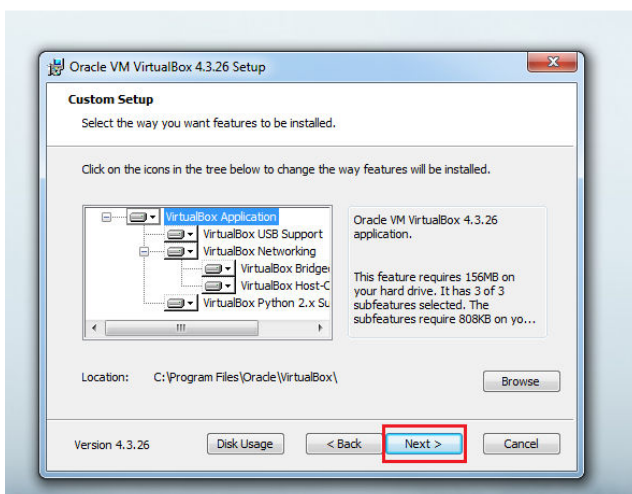 Oracle VM VirtualBox 4.3.26 Setup
Custom Setup
Select the way you want features to be installed.
Click on the icons in the tree below to change the way features will be installed.
VirtualBox Application
VirtualBox USB Support
VirtualBox Networking
VirtualBox Bridge
VirtualBox Host-C
VirtualBox Python 2.x Su
Oracle VM VirtualBox 4.3.26
application.
This feature requires 156MB on
your hard drive. It has 3 of 3
subfeatures selected. The
subfeatures require 808KB on yo...
Location: C:\Program Files\Oracle\VirtualBox\
Browse
Version 4.3.26
Disk Usage
< Back
Next >
Cancel